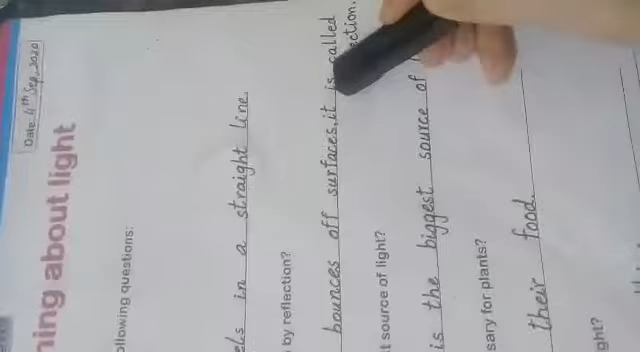 Date: 4th Sep, 2020
ning about light
ollowing questions:
els in a straight line.
by reflection?
bounces off surfaces, it is called
ection.
t source of light?
is the biggest source of
sary for plants?
their food.
ght?